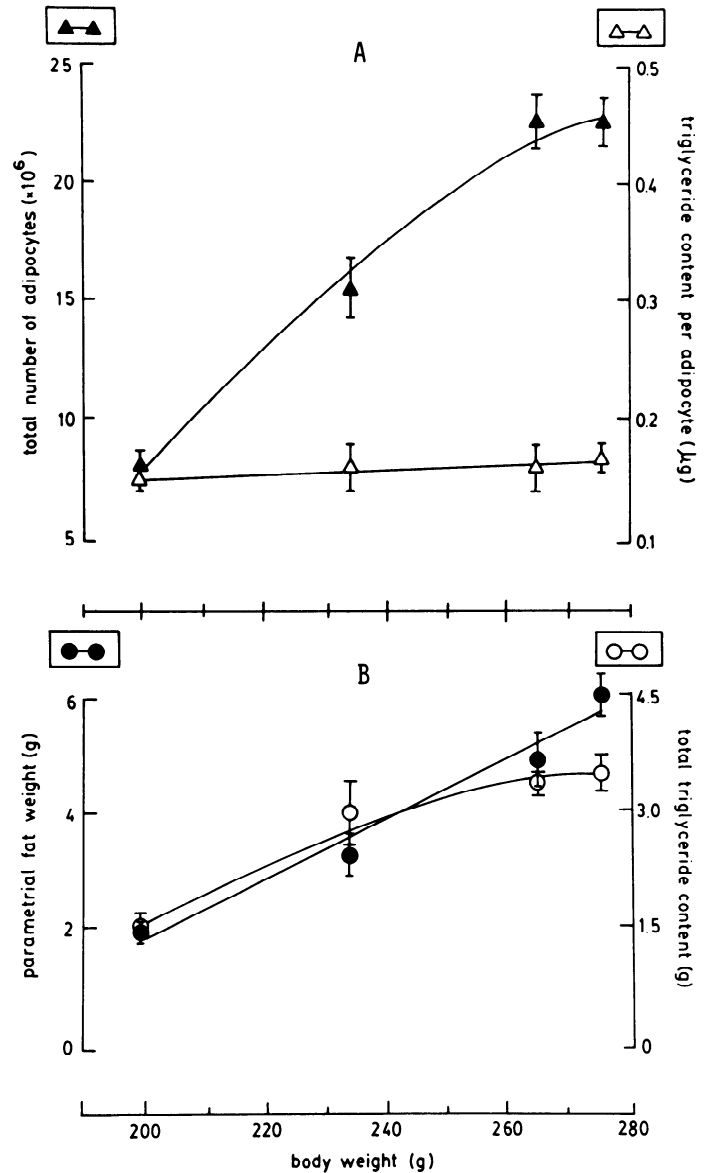 A
25
20
15
10
5
total number of adipocytes (×10⁶)
0.5
0.4
0.3
0.2
0.1
triglyceride content per adipocyte (µg)
B
6
4
2
0
parametrial fat weight (g)
4.5
3.0
1.5
0
total triglyceride content (g)
200 220 240 260 280
body weight (g)